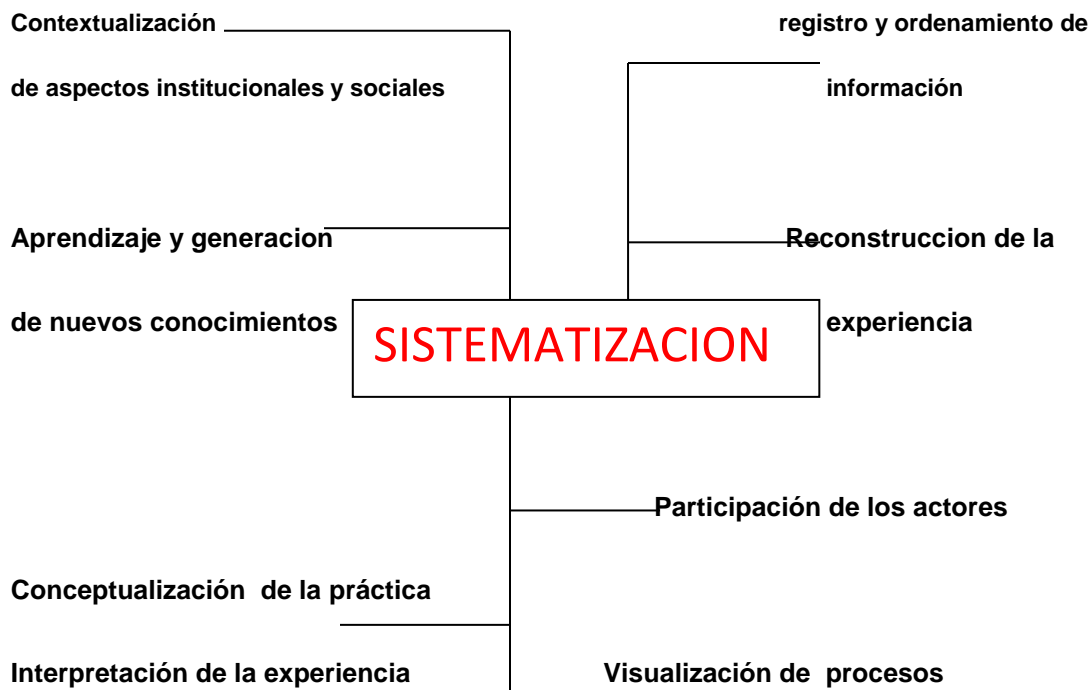 Contextualización
registro y ordenamiento de
de aspectos institucionales y sociales
información
Aprendizaje y generacion
Reconstruccion de la
de nuevos conocimientos
SISTEMATIZACION
experiencia
Participación de los actores
Conceptualización de la práctica
Interpretación de la experiencia
Visualización de procesos